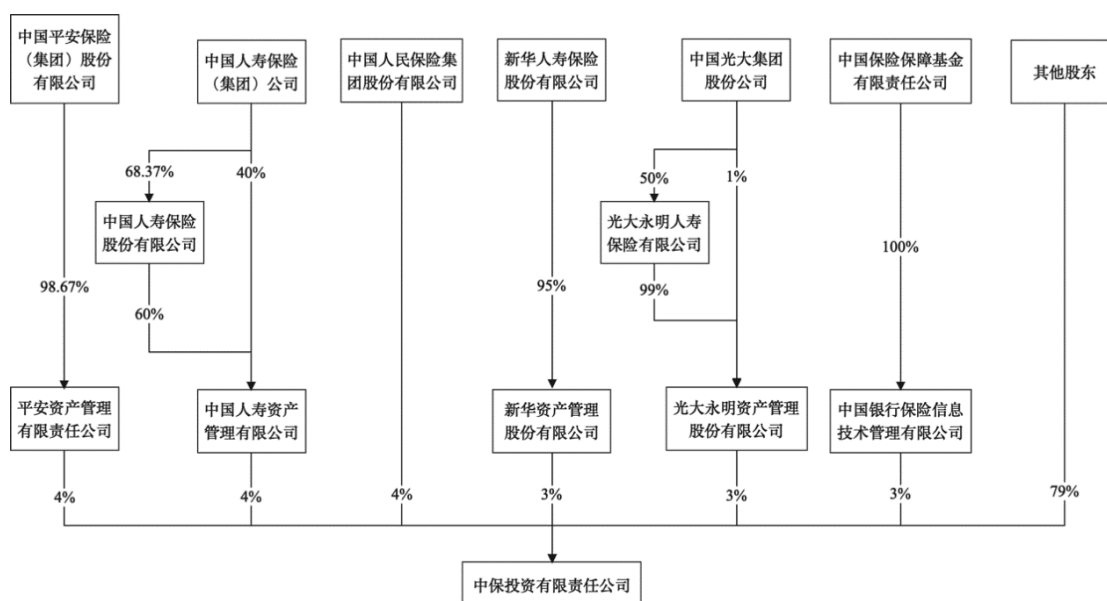 中国平安保险
（集团）股份
有限公司
中国人寿保险
（集团）公司
中国人民保险集
团股份有限公司
新华人寿保险
股份有限公司
中国光大集团
股份公司
中国保险保障基金
有限责任公司
其他股东
68.37%
40%
50%
1%
中国人寿保险
股份有限公司
光大永明人寿
保险有限公司
100%
98.67%
60%
95%
99%
平安资产管理
有限责任公司
中国人寿资产
管理有限公司
新华资产管理
股份有限公司
光大永明资产管理
股份有限公司
中国银行保险信息
技术管理有限公司
4%
4%
4%
3%
3%
3%
79%
中保投资有限责任公司